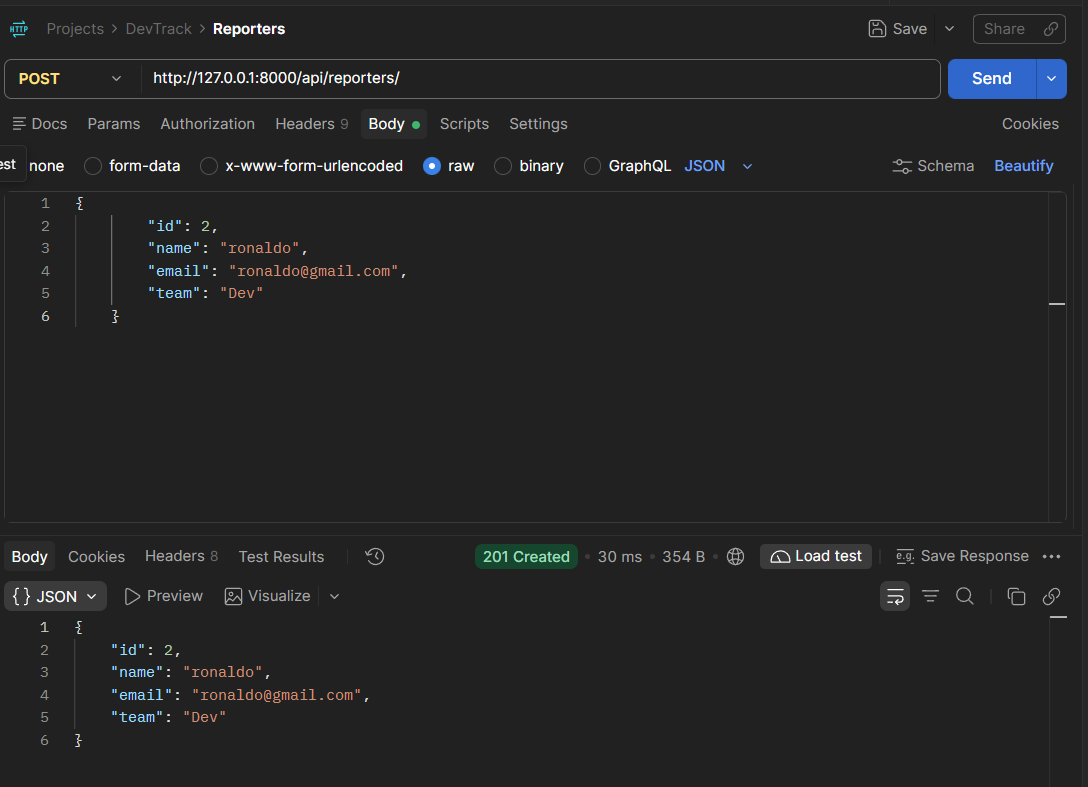 HTTP Projects > DevTrack > Reporters Save Share
POST http://127.0.0.1:8000/api/reporters/ Send
Docs Params Authorization Headers 9 Body Scripts Settings Cookies
est none form-data x-www-form-urlencoded raw binary GraphQL JSON Schema Beautify
1 {
2 "id": 2,
3 "name": "ronaldo",
4 "email": "ronaldo@gmail.com",
5 "team": "Dev"
6 }
Body Cookies Headers 8 Test Results 201 Created • 30 ms • 354 B • Load test e.g. Save Response
{} JSON Preview Visualize
1 {
2 "id": 2,
3 "name": "ronaldo",
4 "email": "ronaldo@gmail.com",
5 "team": "Dev"
6 }